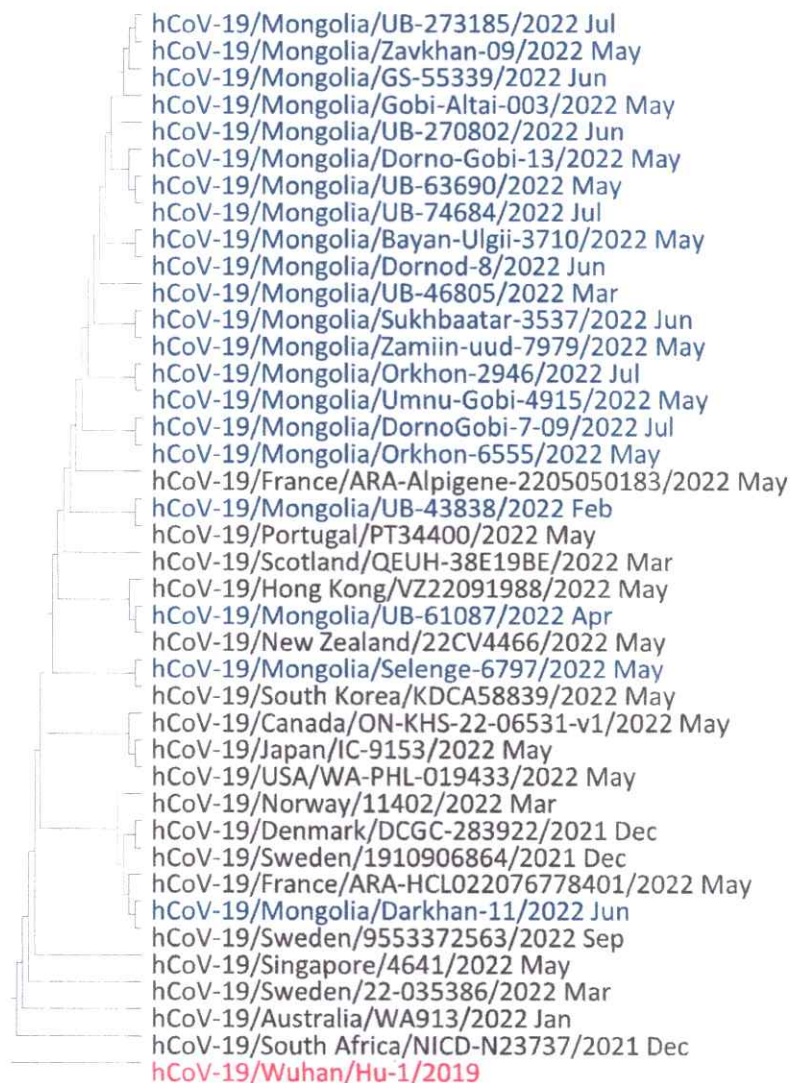 hCoV-19/Mongolia/UB-273185/2022 Jul
hCoV-19/Mongolia/Zavkhan-09/2022 May
hCoV-19/Mongolia/GS-55339/2022 Jun
hCoV-19/Mongolia/Gobi-Altai-003/2022 May
hCoV-19/Mongolia/UB-270802/2022 Jun
hCoV-19/Mongolia/Dorno-Gobi-13/2022 May
hCoV-19/Mongolia/UB-63690/2022 May
hCoV-19/Mongolia/UB-74684/2022 Jul
hCoV-19/Mongolia/Bayan-Ulgii-3710/2022 May
hCoV-19/Mongolia/Dornod-8/2022 Jun
hCoV-19/Mongolia/UB-46805/2022 Mar
hCoV-19/Mongolia/Sukhbaatar-3537/2022 Jun
hCoV-19/Mongolia/Zamiin-uud-7979/2022 May
hCoV-19/Mongolia/Orkhon-2946/2022 Jul
hCoV-19/Mongolia/Umnu-Gobi-4915/2022 May
hCoV-19/Mongolia/DornoGobi-7-09/2022 Jul
hCoV-19/Mongolia/Orkhon-6555/2022 May
hCoV-19/France/ARA-Alpigene-2205050183/2022 May
hCoV-19/Mongolia/UB-43838/2022 Feb
hCoV-19/Portugal/PT34400/2022 May
hCoV-19/Scotland/QEUH-38E19BE/2022 Mar
hCoV-19/Hong Kong/VZ22091988/2022 May
hCoV-19/Mongolia/UB-61087/2022 Apr
hCoV-19/New Zealand/22CV4466/2022 May
hCoV-19/Mongolia/Selenge-6797/2022 May
hCoV-19/South Korea/KDCA58839/2022 May
hCoV-19/Canada/ON-KHS-22-06531-v1/2022 May
hCoV-19/Japan/IC-9153/2022 May
hCoV-19/USA/WA-PHL-019433/2022 May
hCoV-19/Norway/11402/2022 Mar
hCoV-19/Denmark/DCGC-283922/2021 Dec
hCoV-19/Sweden/1910906864/2021 Dec
hCoV-19/France/ARA-HCL022076778401/2022 May
hCoV-19/Mongolia/Darkhan-11/2022 Jun
hCoV-19/Sweden/9553372563/2022 Sep
hCoV-19/Singapore/4641/2022 May
hCoV-19/Sweden/22-035386/2022 Mar
hCoV-19/Australia/WA913/2022 Jan
hCoV-19/South Africa/NICD-N23737/2021 Dec
hCoV-19/Wuhan/Hu-1/2019